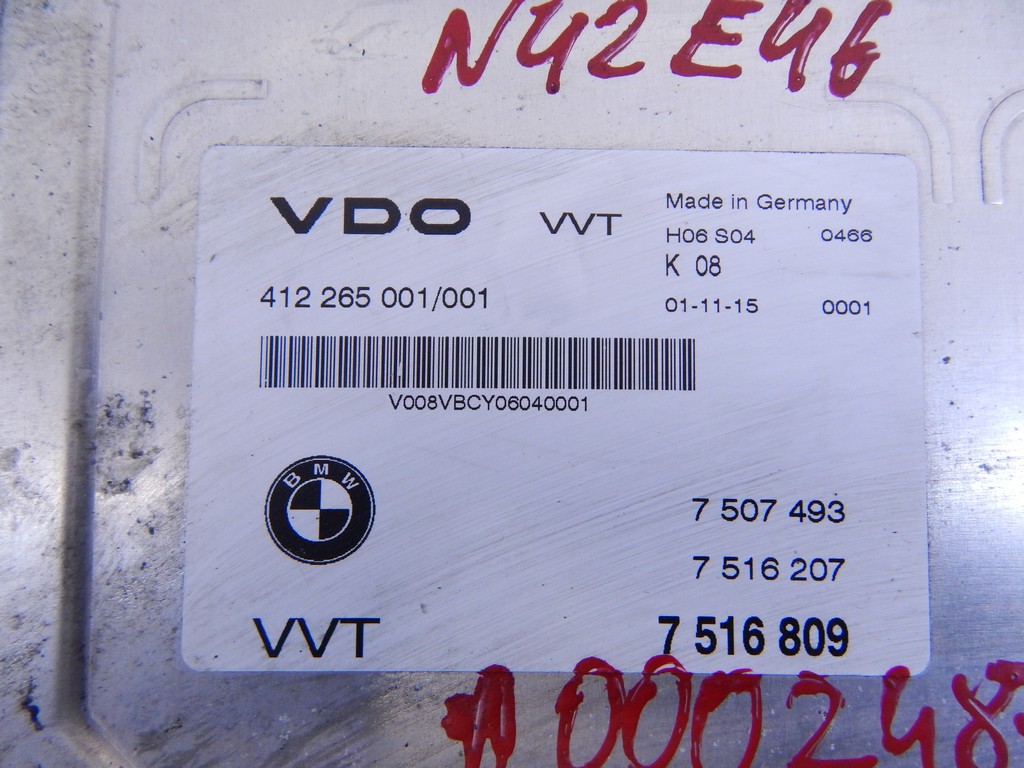 N42E46
VDO VVT
Made in Germany
H06 S04 0466
K 08
412 265 001/001
01-11-15 0001
V008VBCY06040001
BMW
7 507 493
7 516 207
VVT 7 516 809
A000248